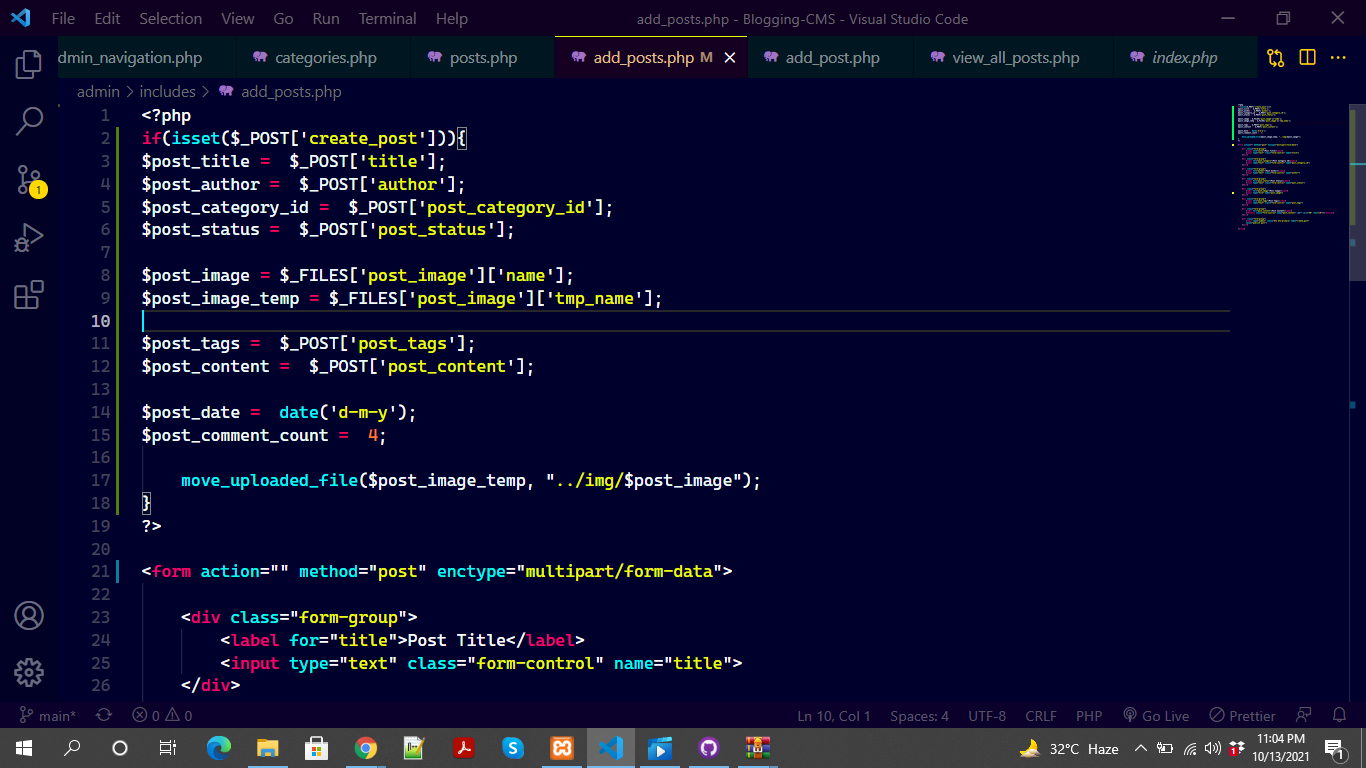 File Edit Selection View Go Run Terminal Help add_posts.php - Blogging-CMS - Visual Studio Code
dmin_navigation.php categories.php posts.php add_posts.php M add_post.php view_all_posts.php index.php
admin > includes > add_posts.php
1 <?php
2 if(isset($_POST['create_post'])){
3 $post_title = $_POST['title'];
4 $post_author = $_POST['author'];
5 $post_category_id = $_POST['post_category_id'];
6 $post_status = $_POST['post_status'];
7
8 $post_image = $_FILES['post_image']['name'];
9 $post_image_temp = $_FILES['post_image']['tmp_name'];
10
11 $post_tags = $_POST['post_tags'];
12 $post_content = $_POST['post_content'];
13
14 $post_date = date('d-m-y');
15 $post_comment_count = 4;
16
17 move_uploaded_file($post_image_temp, "../img/$post_image");
18 }
19 ?>
20
21 <form action="" method="post" enctype="multipart/form-data">
22
23 <div class="form-group">
24 <label for="title">Post Title</label>
25 <input type="text" class="form-control" name="title">
26 </div>
1
main* 0 0 Ln 10, Col 1 Spaces: 4 UTF-8 CRLF PHP Go Live Prettier
32°C Haze 11:04 PM
10/13/2021 1